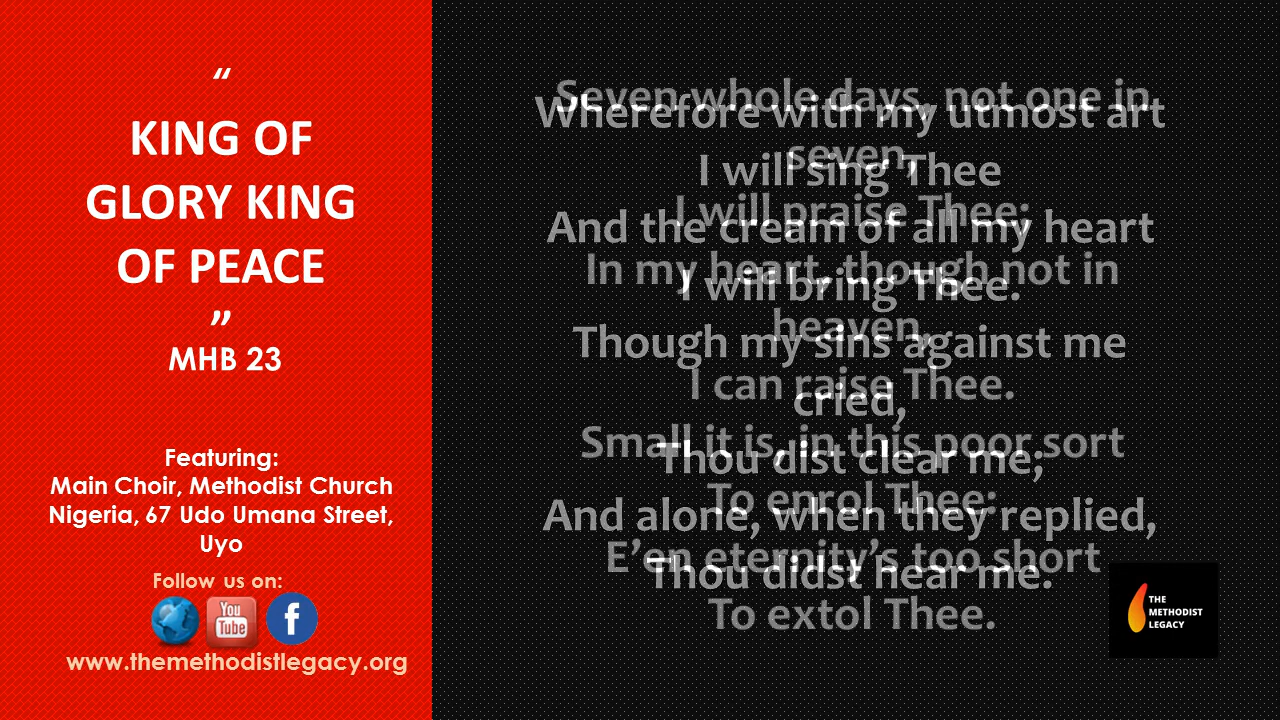 “
KING OF
GLORY KING
OF PEACE
”
MHB 23
Featuring:
Main Choir, Methodist Church
Nigeria, 67 Udo Umana Street,
Uyo
Follow us on:
You
Tube
f
www.themethodistlegacy.org
Wherefore with my utmost art
I will sing Thee
And the cream of all my heart
I will bring Thee.
Though my sins against me
cried,
Thou dist clear me;
And alone, when they replied,
Thou didst hear me.
Seven whole days, not one in
seven,
I will praise Thee;
In my heart, though not in
heaven,
I can raise Thee.
Small it is, in this poor sort
To enrol Thee:
E’en eternity’s too short
To extol Thee.
THE
METHODIST
LEGACY